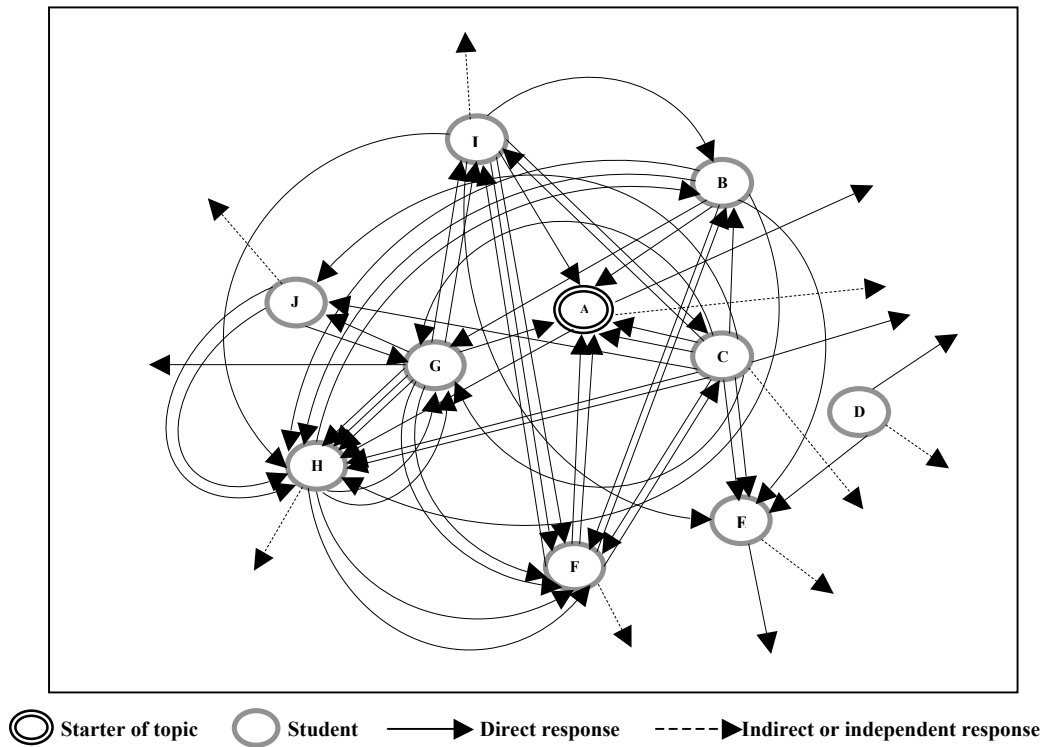 I
B
J
A
G
C
D
H
E
F
Starter of topic
Student
Direct response
Indirect or independent response